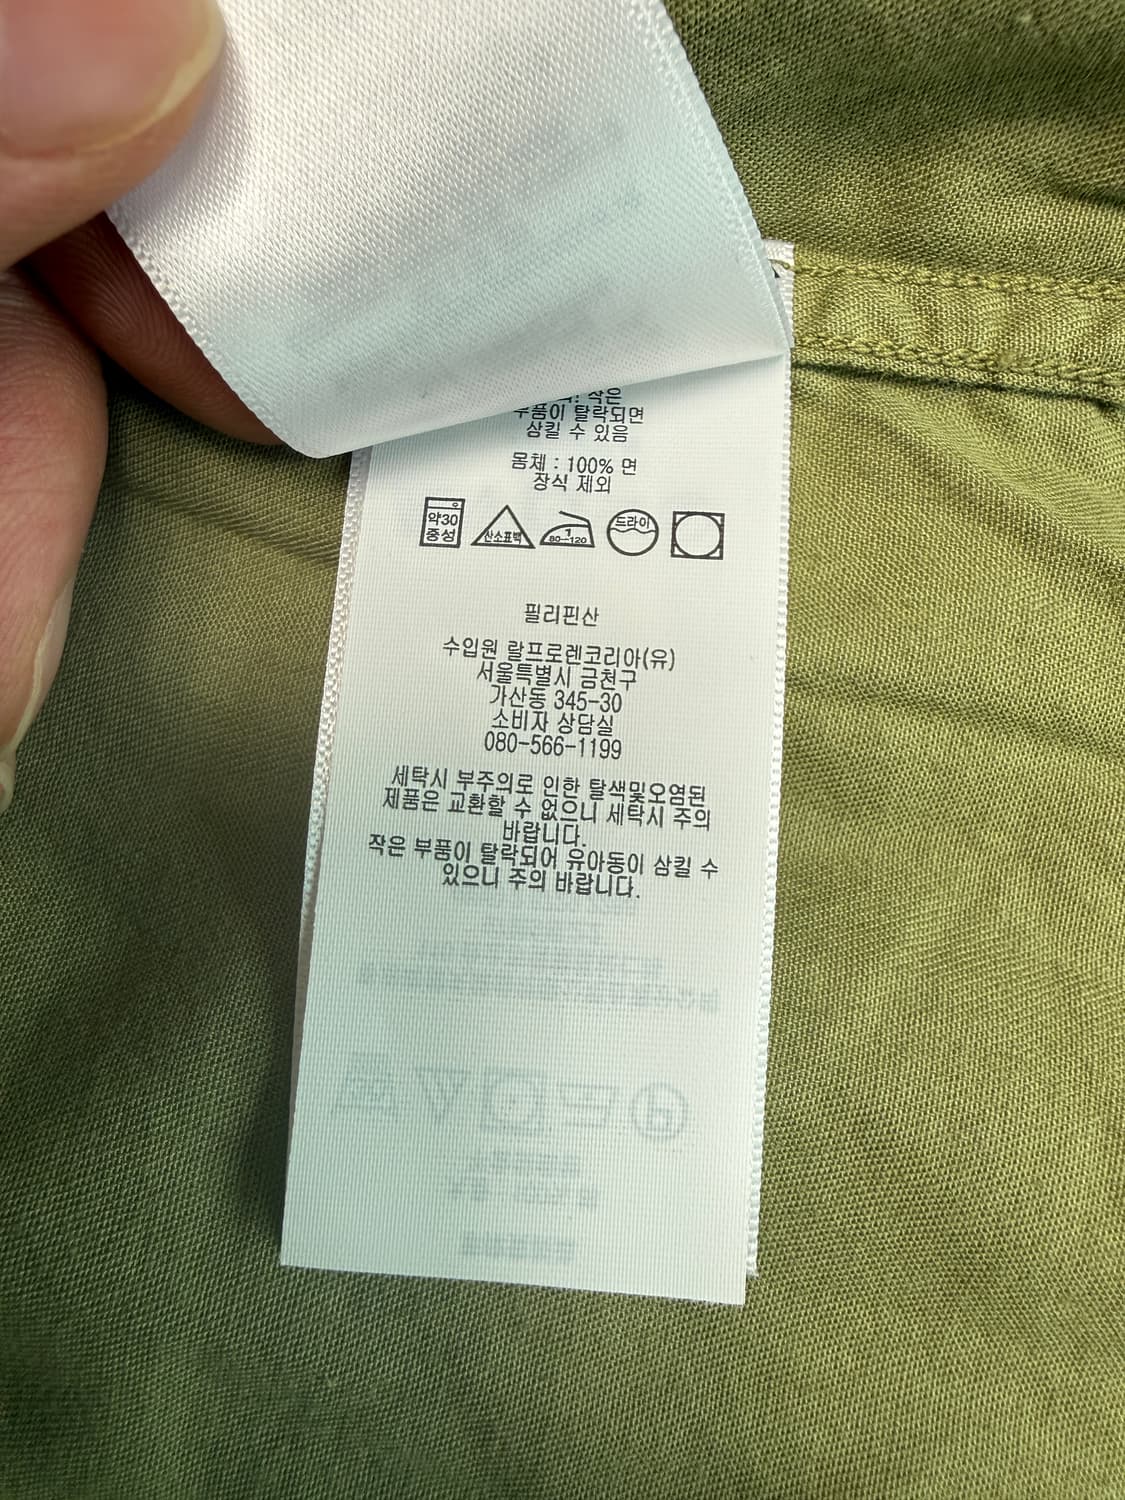 작은
부품이 탈락되면
삼킬 수 있음
몸체 : 100% 면
장식 제외
약30
중성
산소표백
1
80-120
드라이
필리핀산
수입원 랄프로렌코리아(유)
서울특별시 금천구
가산동 345-30
소비자 상담실
080-566-1199
세탁시 부주의로 인한 탈색및오염된
제품은 교환할 수 없으니 세탁시 주의
바랍니다.
작은 부품이 탈락되어 유아동이 삼킬 수
있으니 주의 바랍니다.